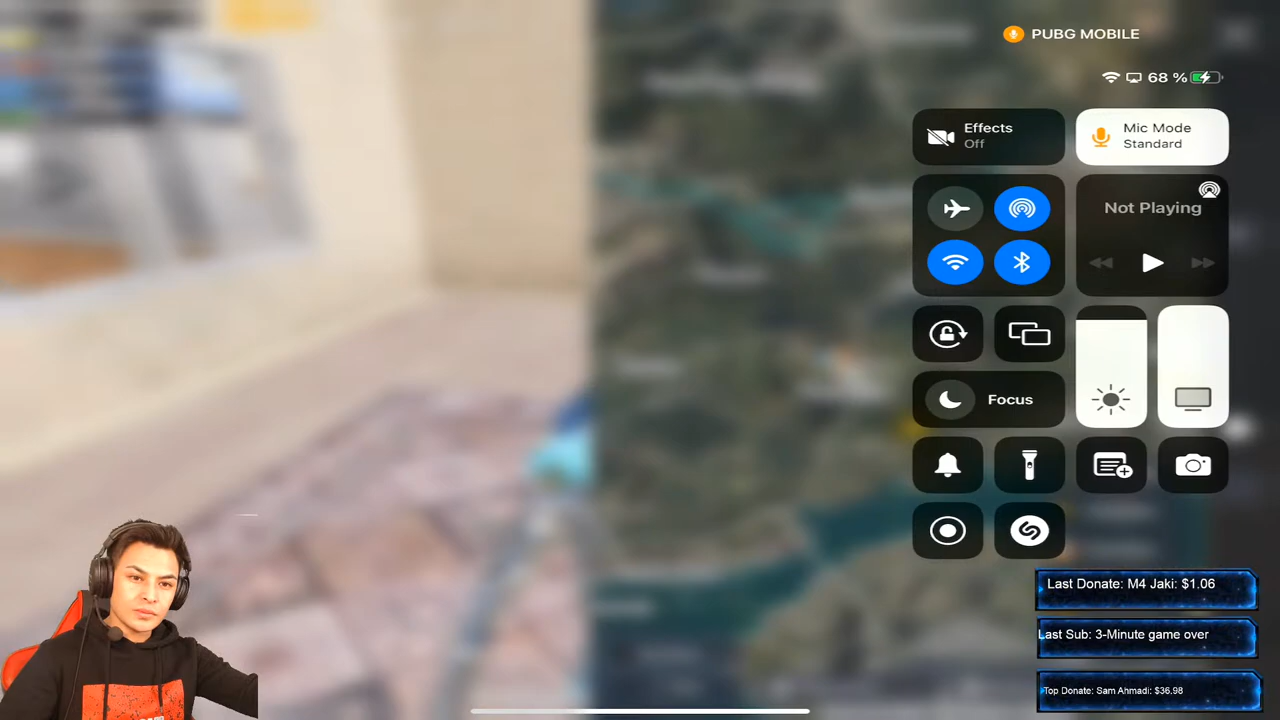 PUBG MOBILE
68 %
Effects
Off
Mic Mode
Standard
Not Playing
Focus
Last Donate: M4 Jaki: $1.06
Last Sub: 3-Minute game over
Top Donate: Sam Ahmadi: $36.98